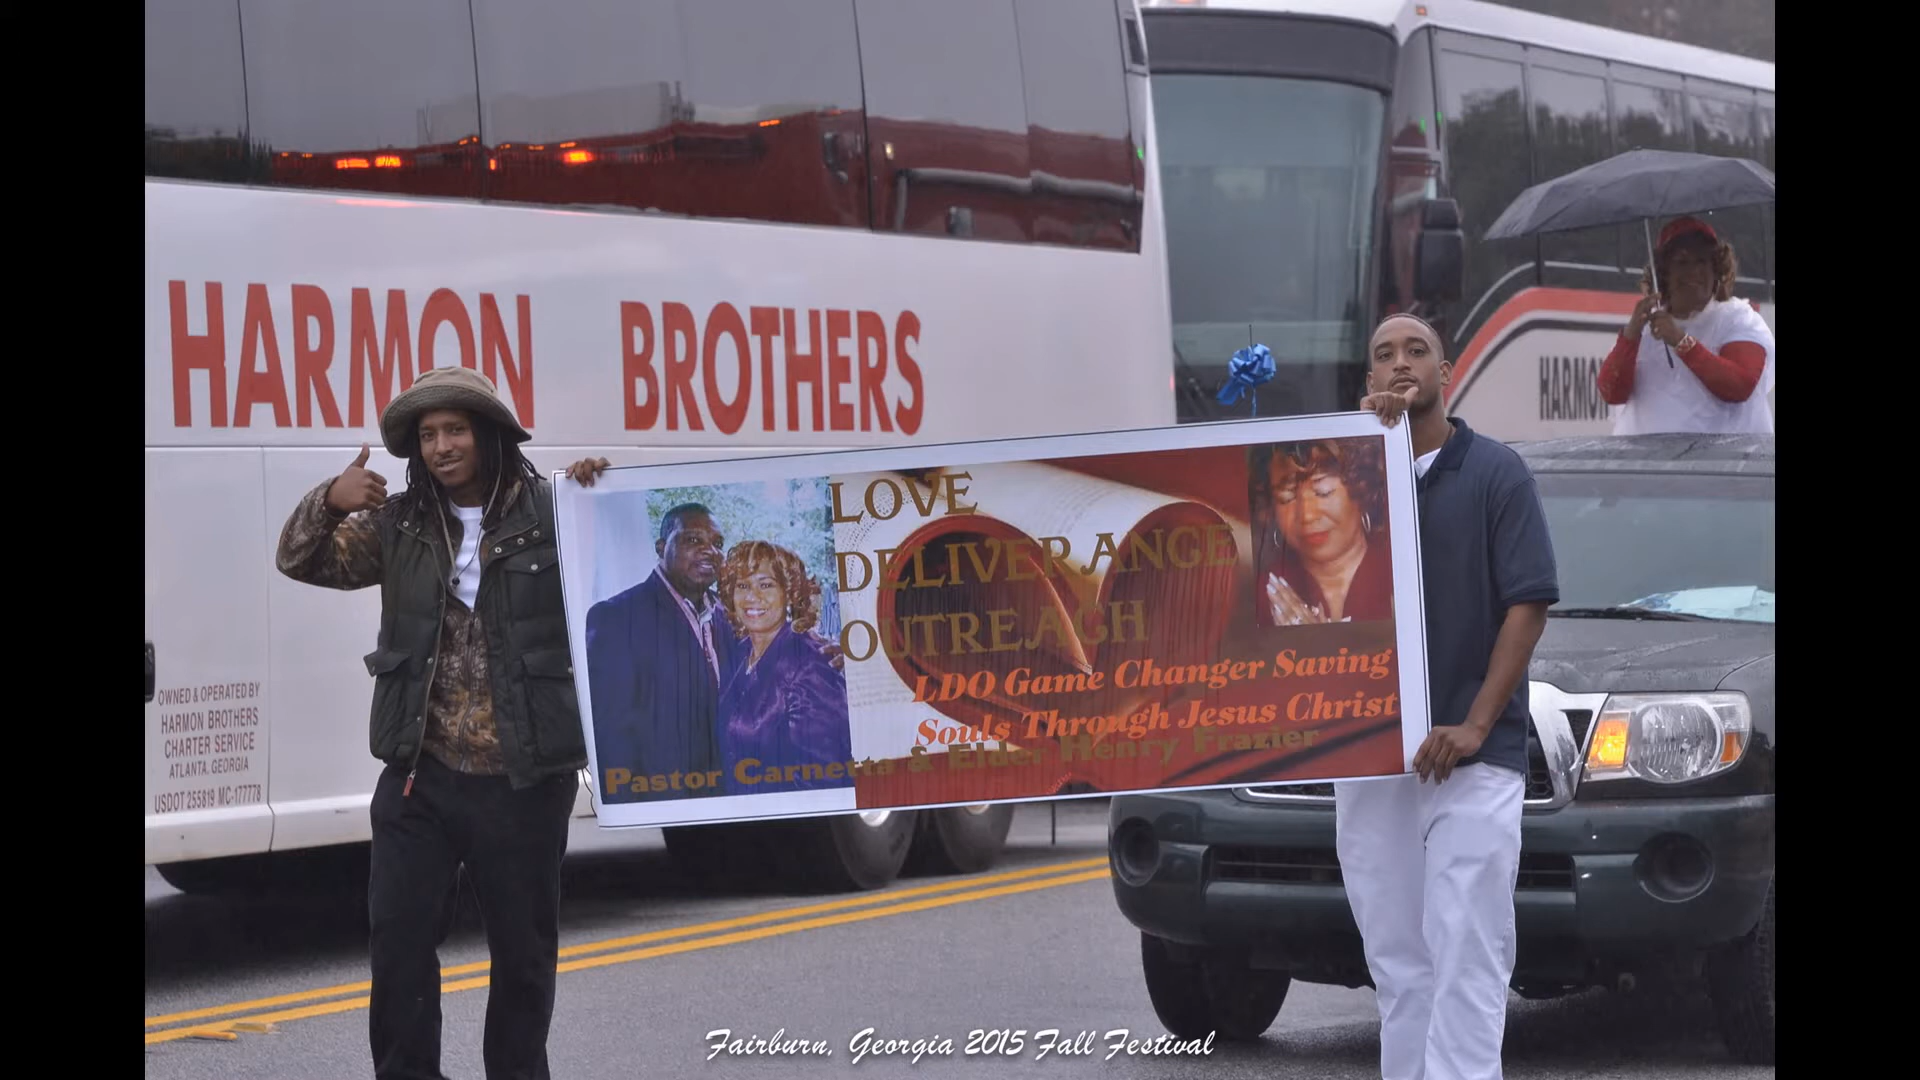 HARMON BROTHERS
HARMON
OWNED & OPERATED BY
HARMON BROTHERS
CHARTER SERVICE
ATLANTA, GEORGIA
USDOT 255819 MC-177778
LOVE
DELIVERANCE
OUTREACH
LDO Game Changer Saving
Souls Through Jesus Christ
Pastor Carnetta & Elder Henry Frazier
Fairburn, Georgia 2015 Fall Festival